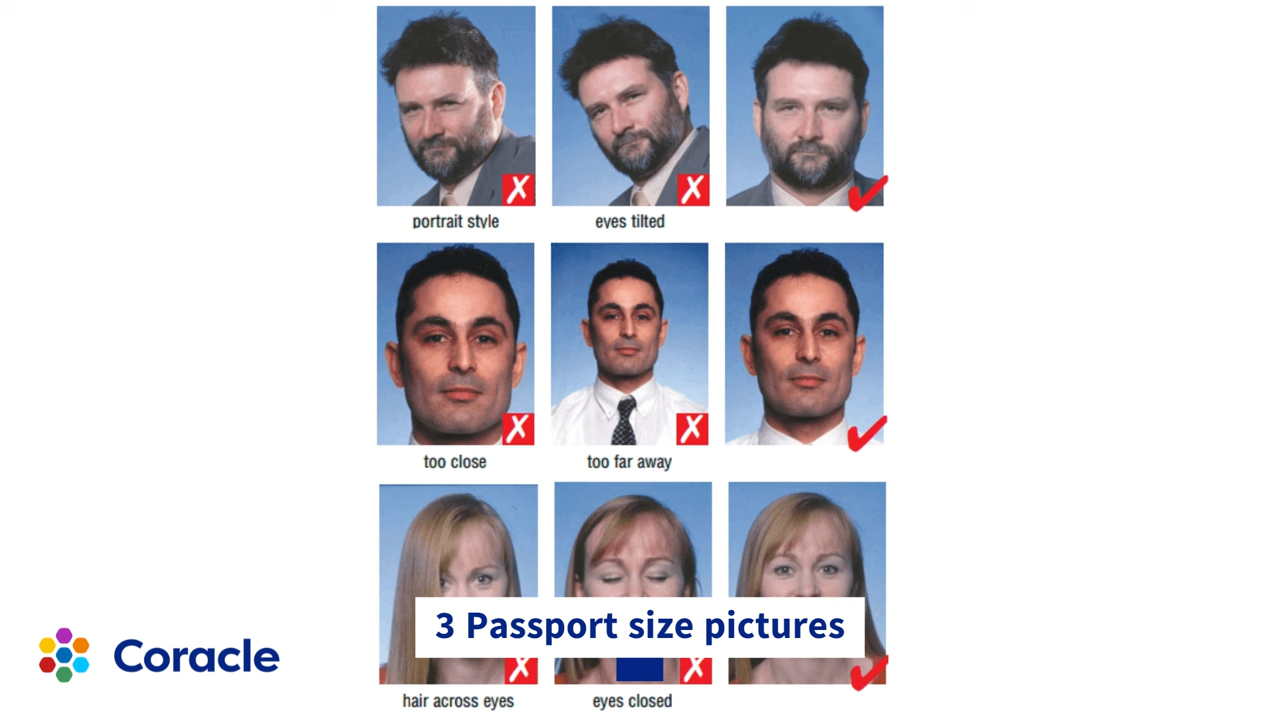 portrait style
eyes tilted
too close
too far away
3 Passport size pictures
Coracle
hair across eyes
eyes closed